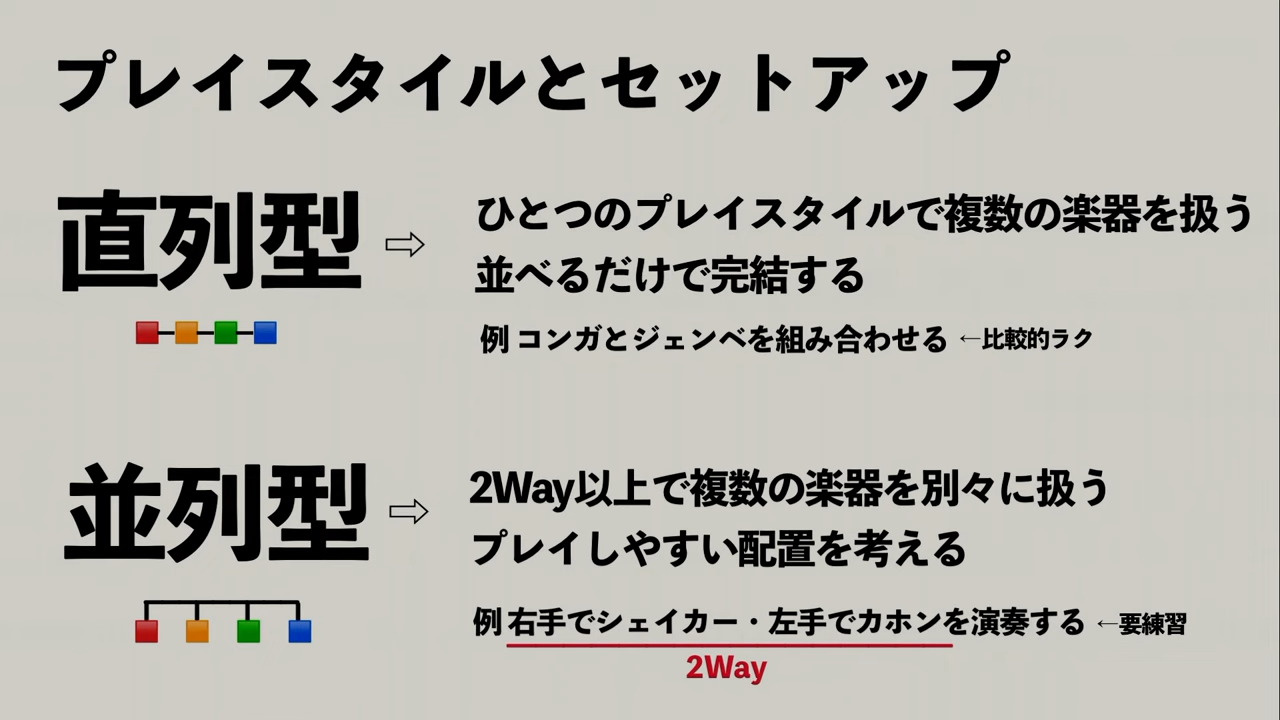 プレイスタイルとセットアップ
直列型 ⇨
ひとつのプレイスタイルで複数の楽器を扱う
並べるだけで完結する
例 コンガとジェンベを組み合わせる ←比較的ラク
並列型 ⇨
2Way以上で複数の楽器を別々に扱う
プレイしやすい配置を考える
例 右手でシェイカー・左手でカホンを演奏する ←要練習
2Way